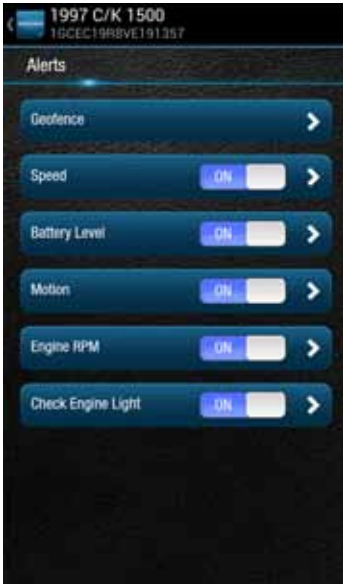 1997 C/K 1500
1GCEC19R8VE191357
Alerts
Geofence
Speed ON
Battery Level ON
Motion ON
Engine RPM ON
Check Engine Light ON